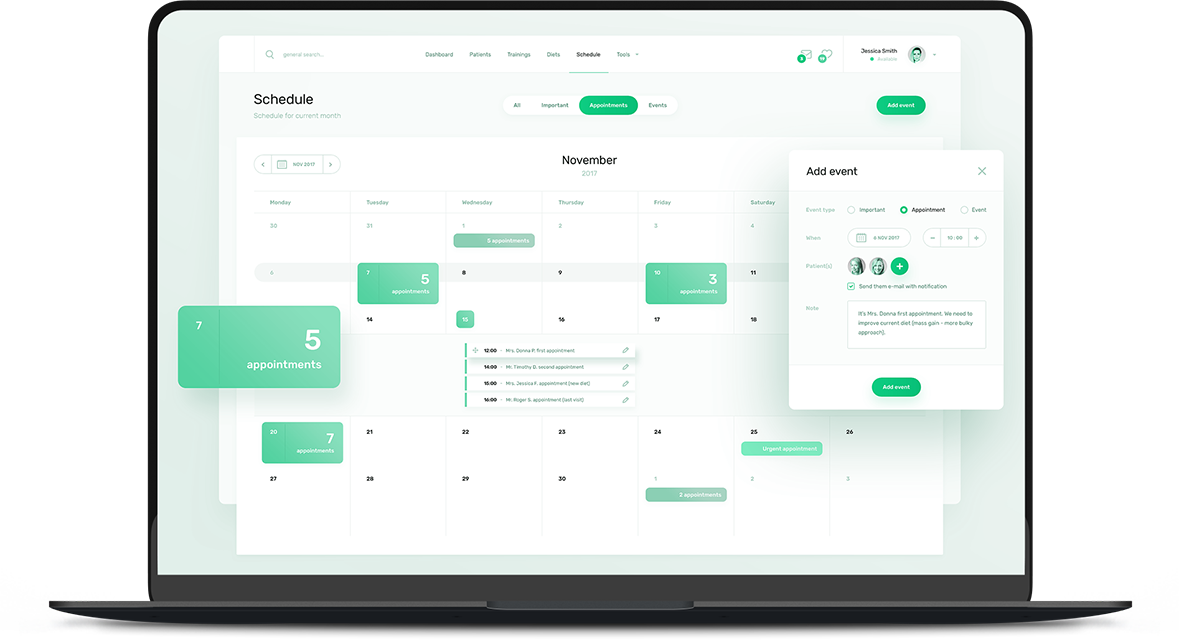 general search...
Dashboard Patients Trainings Diets Schedule Tools
5
Jessica Smith
Available
Schedule
Schedule for current month
All Important Appointments Events
Add event
NOV 2017
November
2017
Monday Tuesday Wednesday Thursday Friday Saturday
30 31 1 2 3 4
5 appointments
6 7 8 9 10 11
5
appointments
3
appointments
14 15 16 17 18
7
5
appointments
12:00 - Mrs. Donna P. first appointment
14:00 - Mr. Timothy D. second appointment
15:00 - Mrs. Jessica F. appointment [new diet]
16:00 - Mr. Roger S. appointment [last visit]
20 21 22 23 24 25 26
7
appointments
Urgent appointment
27 28 29 30 1 2 3
2 appointments
Add event
Event type Important Appointment Event
When 6 NOV 2017 − 10:00 +
Patient[s] +
Send them e-mail with notification
Note
It's Mrs. Donna first appointment. We need to
improve current diet [mass gain - more bulky
approach].
Add event